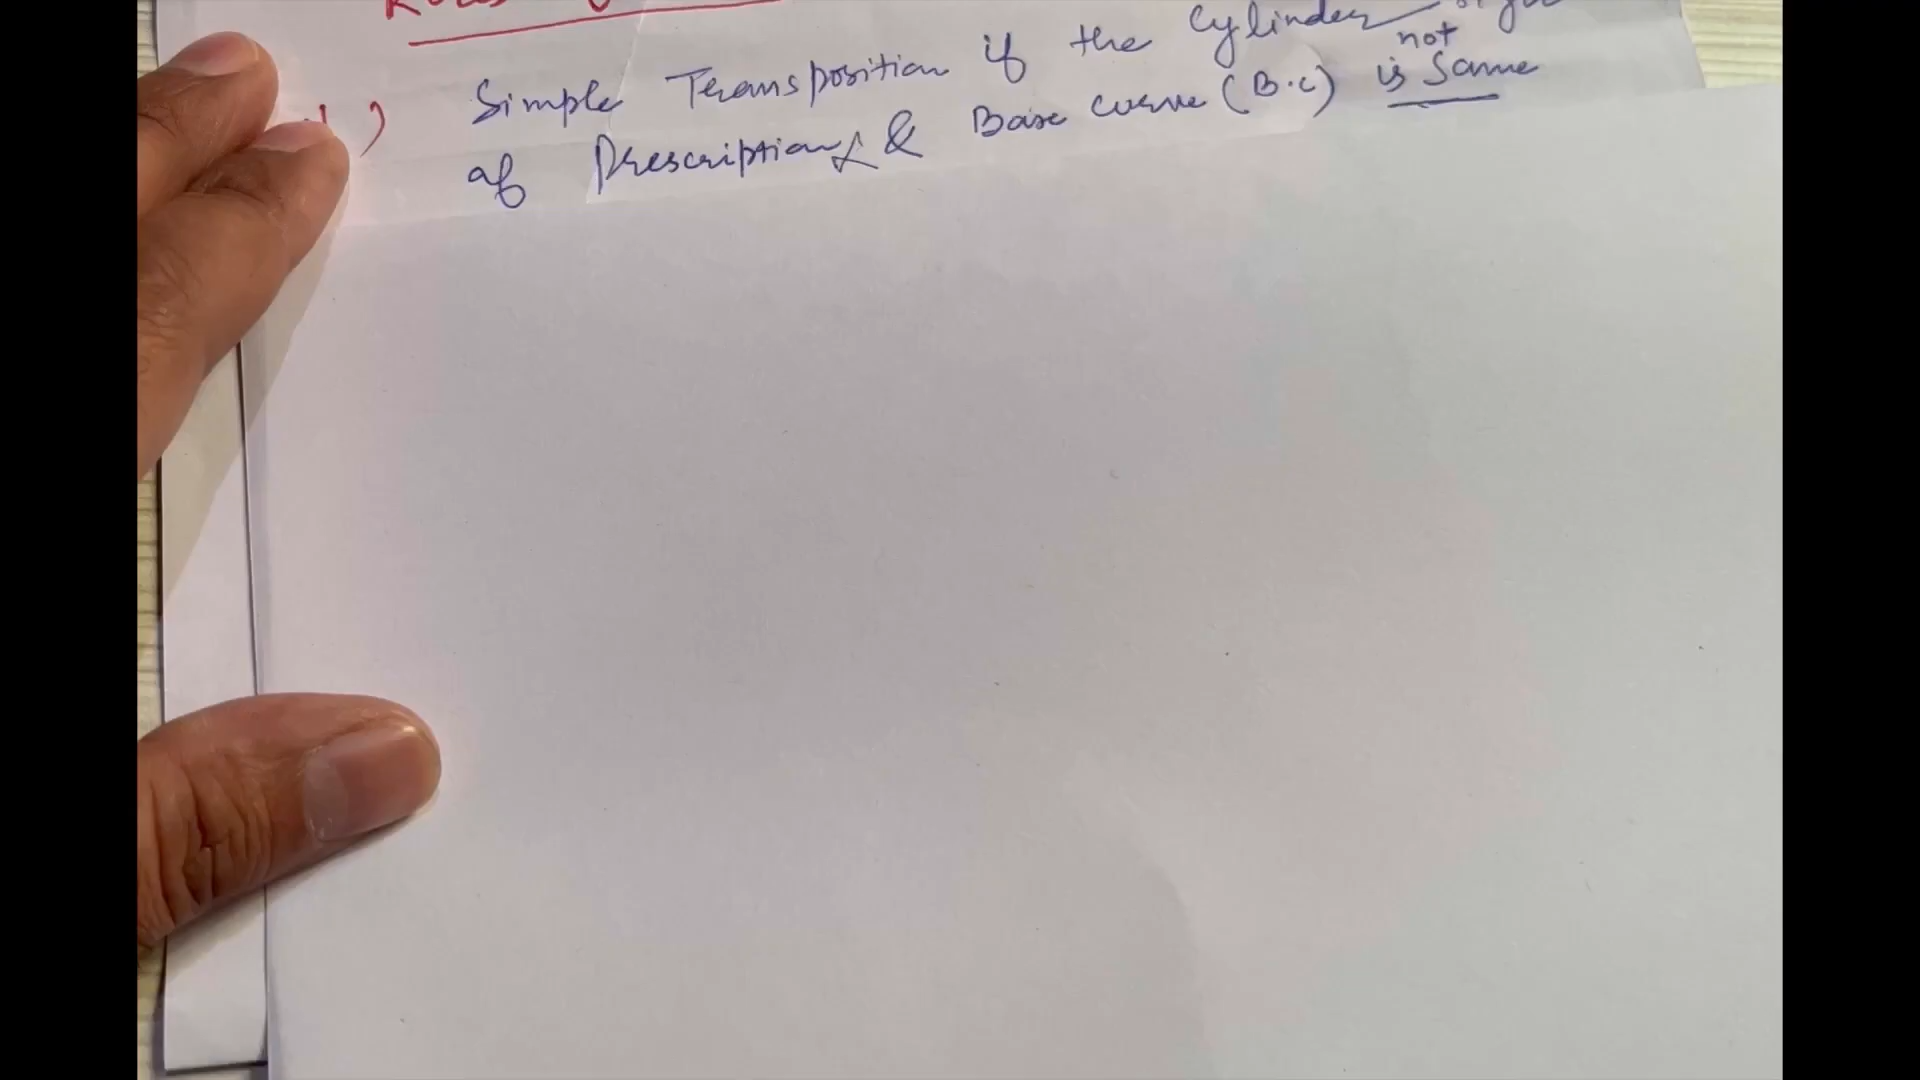 Simple Transposition if the Cylinder
not
of Prescription & Base curve (B.C) is Same